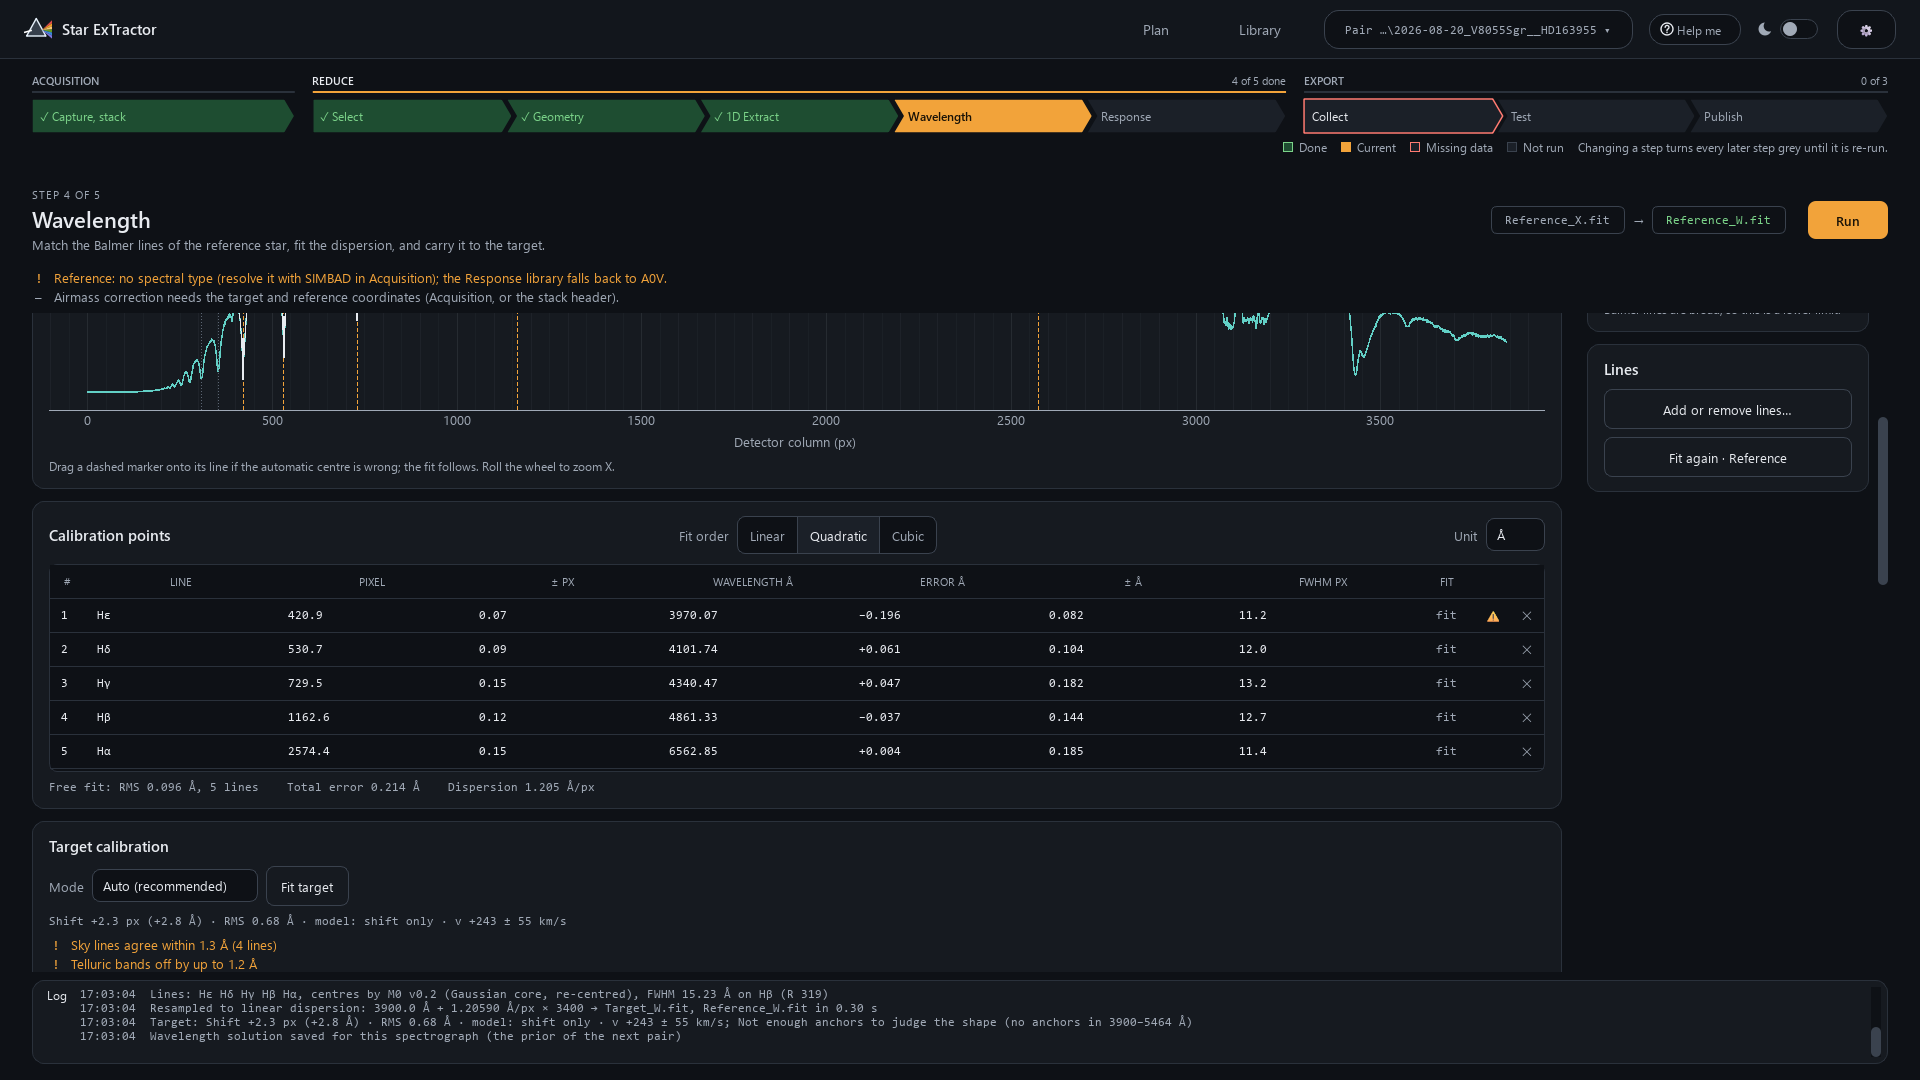 Star ExTractor
Plan
Library
Pair …\2026-08-20_V8055Sgr__HD163955 ▾
Help me
ACQUISITION
REDUCE
4 of 5 done
EXPORT
0 of 3
✓ Capture, stack
✓ Select
✓ Geometry
✓ 1D Extract
Wavelength
Response
Collect
Test
Publish
Done
Current
Missing data
Not run
Changing a step turns every later step grey until it is re-run.
STEP 4 OF 5
Wavelength
Reference_X.fit → Reference_W.fit
Run
Match the Balmer lines of the reference star, fit the dispersion, and carry it to the target.
! Reference: no spectral type (resolve it with SIMBAD in Acquisition); the Response library falls back to A0V.
– Airmass correction needs the target and reference coordinates (Acquisition, or the stack header).
0 500 1000 1500 2000 2500 3000 3500
Detector column (px)
Drag a dashed marker onto its line if the automatic centre is wrong; the fit follows. Roll the wheel to zoom X.
Lines
Add or remove lines…
Fit again · Reference
Calibration points
Fit order
Linear
Quadratic
Cubic
Unit
Å
# LINE PIXEL ± PX WAVELENGTH Å ERROR Å ± Å FWHM PX FIT
1 Hε 420.9 0.07 3970.07 −0.196 0.082 11.2 fit ⚠ ×
2 Hδ 530.7 0.09 4101.74 +0.061 0.104 12.0 fit ×
3 Hγ 729.5 0.15 4340.47 +0.047 0.182 13.2 fit ×
4 Hβ 1162.6 0.12 4861.33 −0.037 0.144 12.7 fit ×
5 Hα 2574.4 0.15 6562.85 +0.004 0.185 11.4 fit ×
Free fit: RMS 0.096 Å, 5 lines Total error 0.214 Å Dispersion 1.205 Å/px
Target calibration
Mode
Auto (recommended)
Fit target
Shift +2.3 px (+2.8 Å) · RMS 0.68 Å · model: shift only · v +243 ± 55 km/s
! Sky lines agree within 1.3 Å (4 lines)
! Telluric bands off by up to 1.2 Å
Log
17:03:04 Lines: Hε Hδ Hγ Hβ Hα, centres by M0 v0.2 (Gaussian core, re-centred), FWHM 15.23 Å on Hβ (R 319)
17:03:04 Resampled to linear dispersion: 3900.0 Å + 1.20590 Å/px × 3400 → Target_W.fit, Reference_W.fit in 0.30 s
17:03:04 Target: Shift +2.3 px (+2.8 Å) · RMS 0.68 Å · model: shift only · v +243 ± 55 km/s; Not enough anchors to judge the shape (no anchors in 3900–5464 Å)
17:03:04 Wavelength solution saved for this spectrograph (the prior of the next pair)